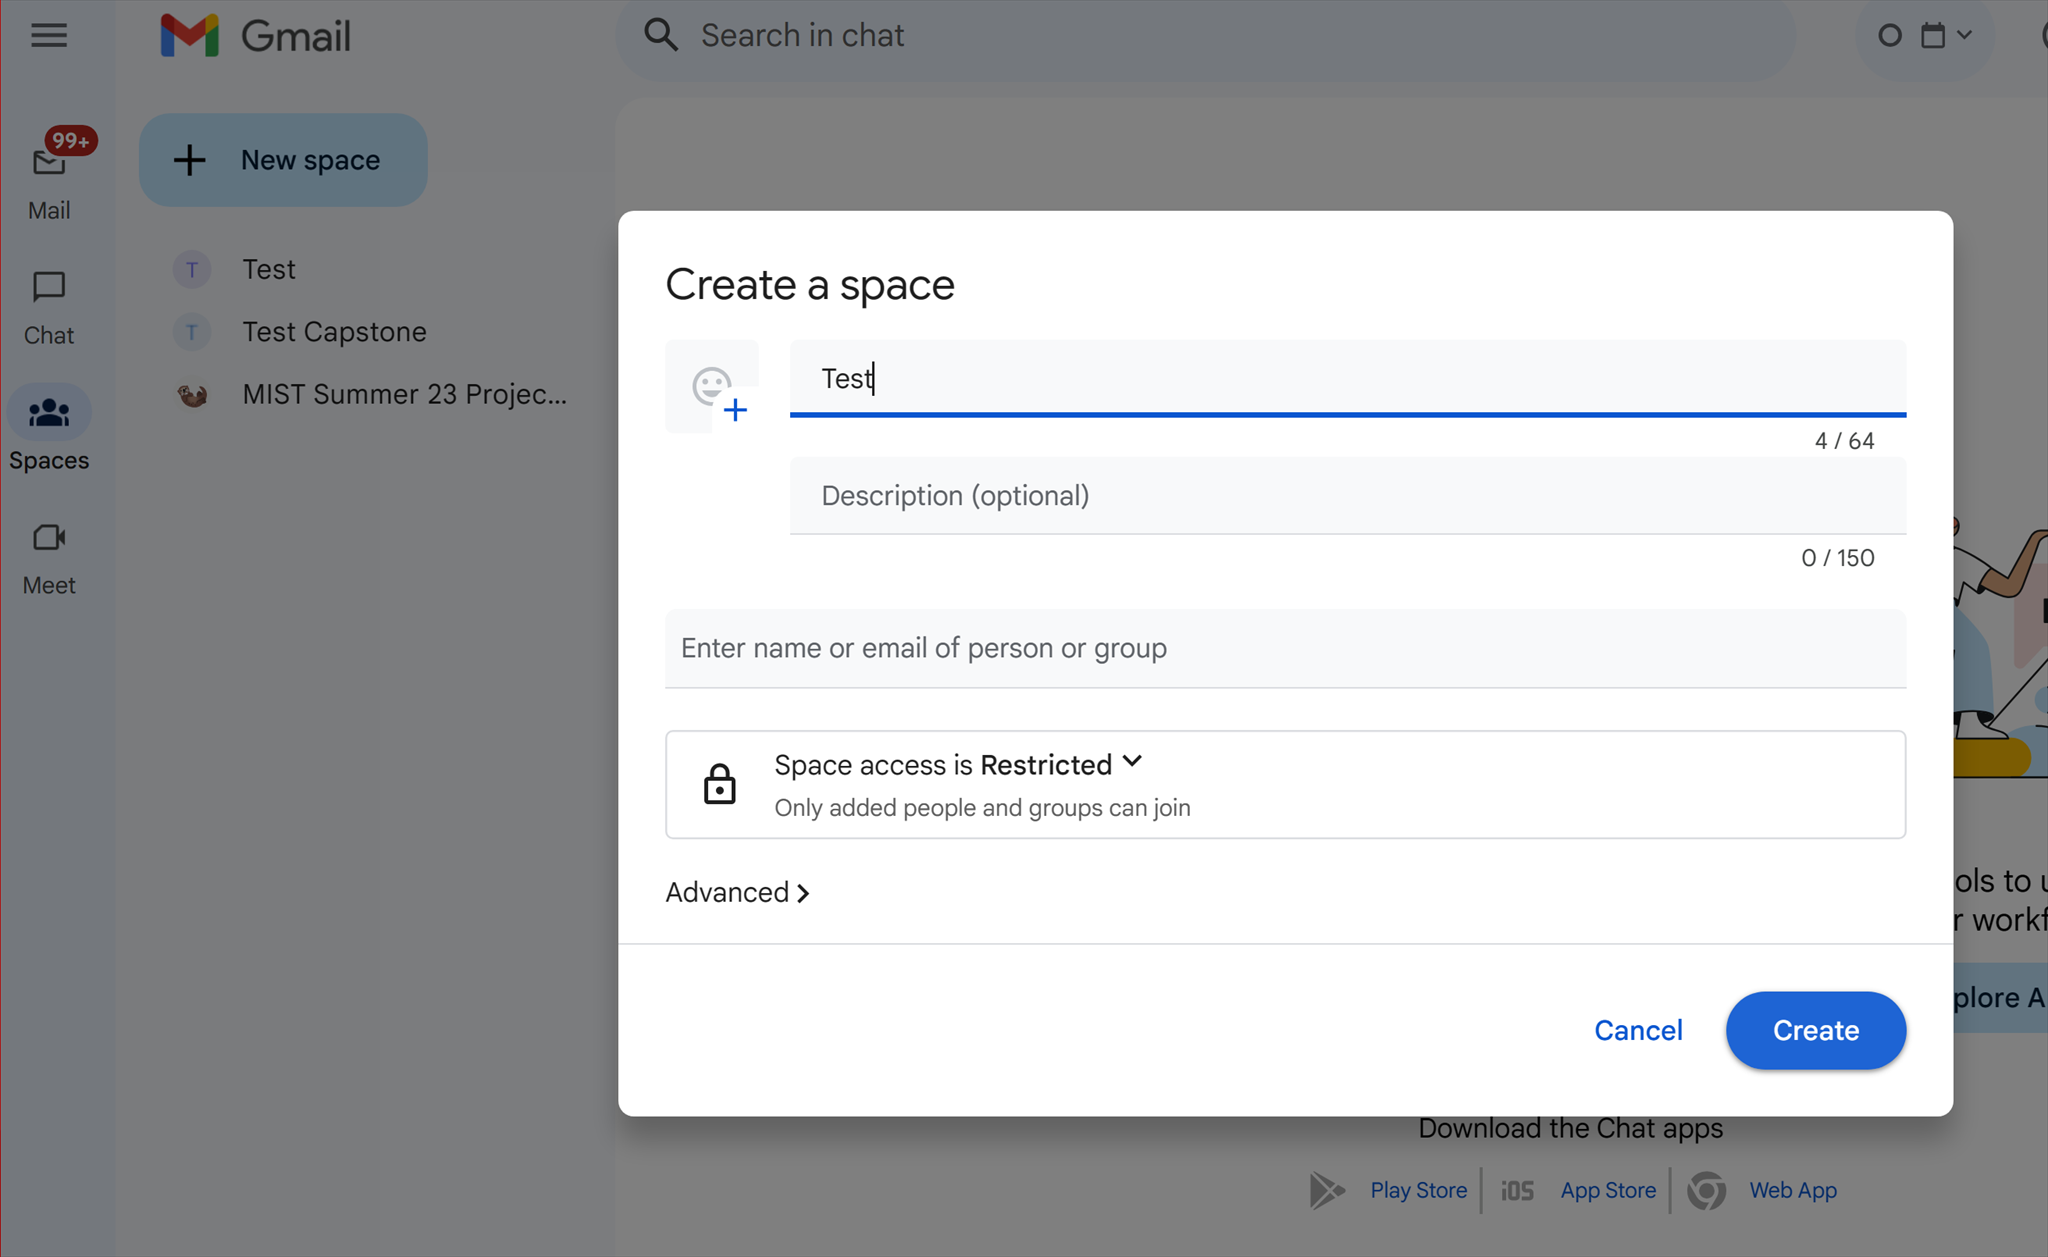 Gmail
Search in chat
99+
Mail
New space
T Test
Chat
T Test Capstone
MIST Summer 23 Projec...
Spaces
Meet
Create a space
Test
4 / 64
Description (optional)
0 / 150
Enter name or email of person or group
Space access is Restricted
Only added people and groups can join
Advanced
Cancel
Create
ols to
workf
plore A
Download the Chat apps
Play Store
iOS App Store
Web App